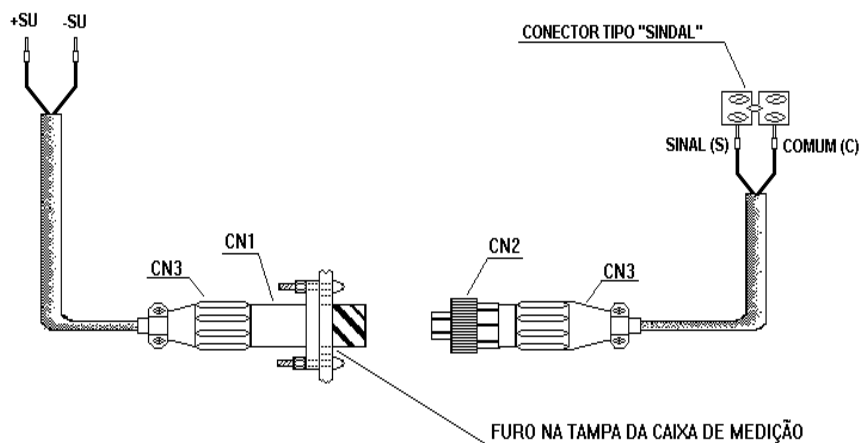 +SU -SU
CONECTOR TIPO "SINDAL"
SINAL (S) COMUM (C)
CN1
CN2
CN3
CN3
FURO NA TAMPA DA CAIXA DE MEDIÇÃO